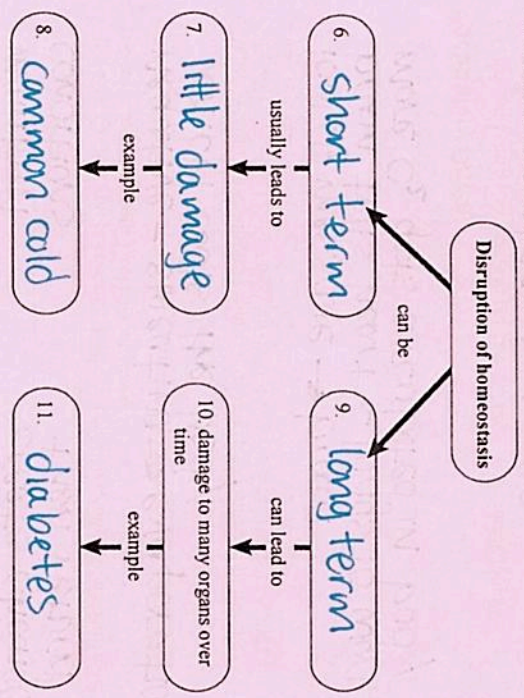 Disruption of homeostasis
can be
6. short term
usually leads to
7. little damage
example
8. common cold
9. long term
can lead to
10. damage to many organs over
time
example
11. diabetes